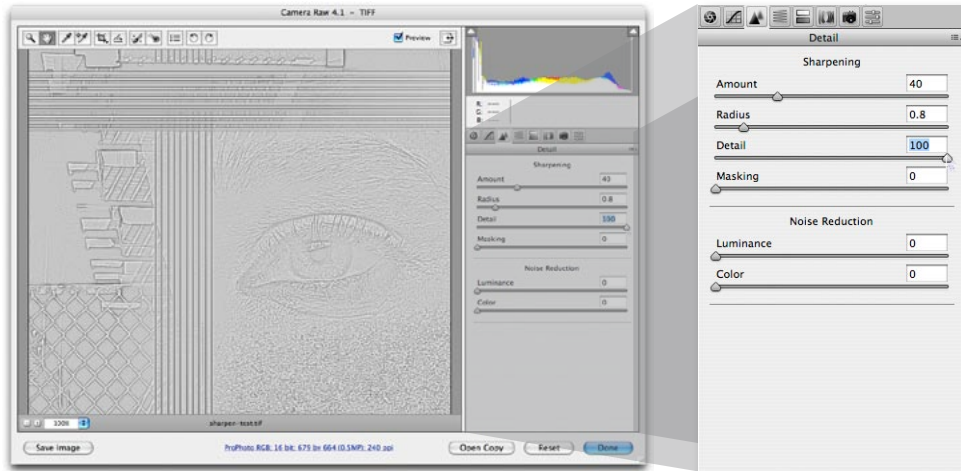 Camera Raw 4.1 – TIFF
Preview
R: ---
G: ---
B: ---
Detail
Sharpening
Amount 40
Radius 0.8
Detail 100
Masking 0
Noise Reduction
Luminance 0
Color 0
sharpen-test.tif
Save Image
ProPhoto RGB; 16 bit; 679 by 664 (0.5MP); 240 ppi
Open Copy
Reset
Done
Detail
Sharpening
Amount 40
Radius 0.8
Detail 100
Masking 0
Noise Reduction
Luminance 0
Color 0